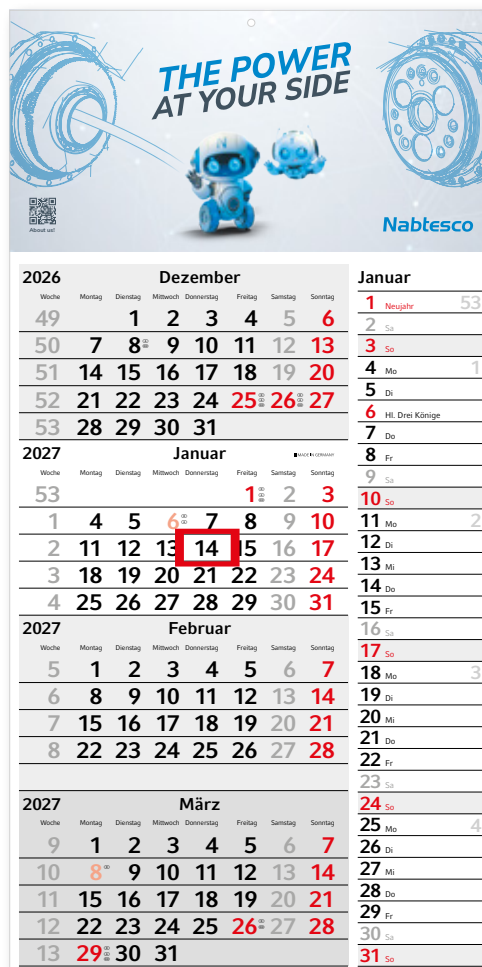 THE POWER
AT YOUR SIDE
N
About us!
Nabtesco
2026 Dezember
Woche Montag Dienstag Mittwoch Donnerstag Freitag Samstag Sonntag
49 1 2 3 4 5 6
50 7 8 9 10 11 12 13
51 14 15 16 17 18 19 20
52 21 22 23 24 25 26 27
53 28 29 30 31
2027 Januar
MADE IN GERMANY
Woche Montag Dienstag Mittwoch Donnerstag Freitag Samstag Sonntag
53 1 2 3
1 4 5 6 7 8 9 10
2 11 12 13 14 15 16 17
3 18 19 20 21 22 23 24
4 25 26 27 28 29 30 31
2027 Februar
Woche Montag Dienstag Mittwoch Donnerstag Freitag Samstag Sonntag
5 1 2 3 4 5 6 7
6 8 9 10 11 12 13 14
7 15 16 17 18 19 20 21
8 22 23 24 25 26 27 28
2027 März
Woche Montag Dienstag Mittwoch Donnerstag Freitag Samstag Sonntag
9 1 2 3 4 5 6 7
10 8 9 10 11 12 13 14
11 15 16 17 18 19 20 21
12 22 23 24 25 26 27 28
13 29 30 31
Januar
1 Neujahr 53
2 Sa
3 So
4 Mo 1
5 Di
6 Hl. Drei Könige
7 Do
8 Fr
9 Sa
10 So
11 Mo 2
12 Di
13 Mi
14 Do
15 Fr
16 Sa
17 So
18 Mo 3
19 Di
20 Mi
21 Do
22 Fr
23 Sa
24 So
25 Mo 4
26 Di
27 Mi
28 Do
29 Fr
30 Sa
31 So